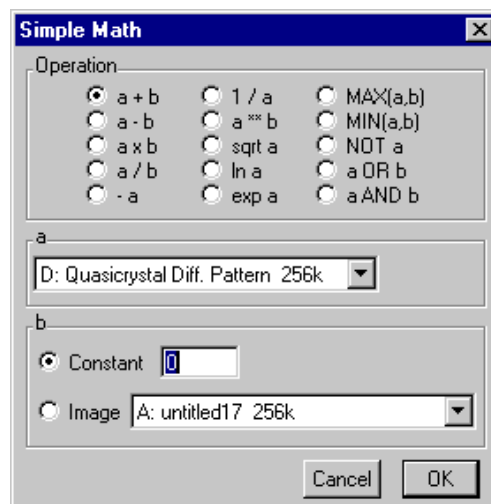 Simple Math
Operation
a + b 1 / a MAX(a,b)
a - b a ** b MIN(a,b)
a x b sqrt a NOT a
a / b ln a a OR b
- a exp a a AND b
a
D: Quasicrystal Diff. Pattern 256k
b
Constant 0
Image A: untitled17 256k
Cancel OK